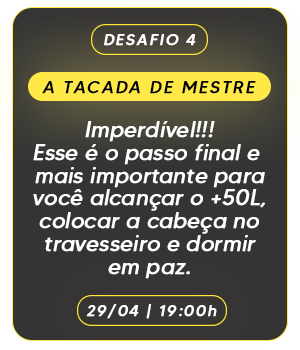 DESAFIO 4
A TACADA DE MESTRE
Imperdível!!!
Esse é o passo final e
mais importante para
você alcançar o +50L,
colocar a cabeça no
travesseiro e dormir
em paz.
29/04 | 19:00h